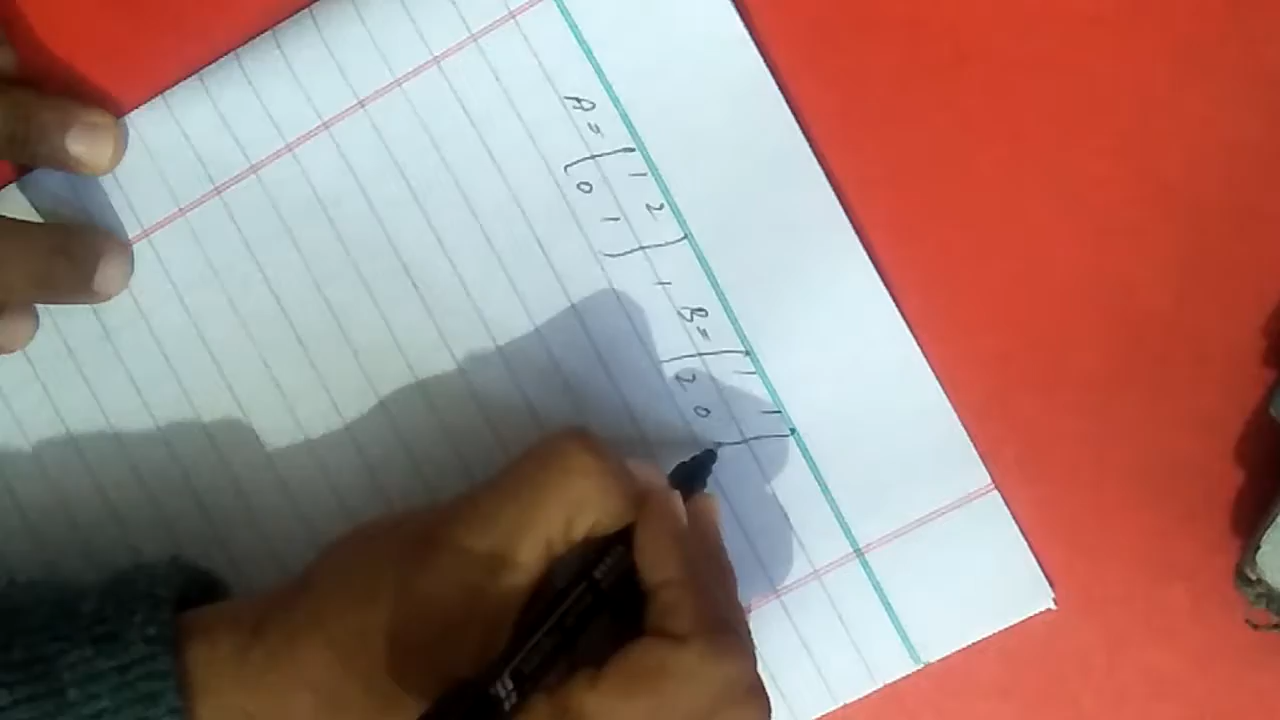 A = [ 1 2 ] , B = [ 1 1 ]
[ 0 1 ] [ 2 0 ]